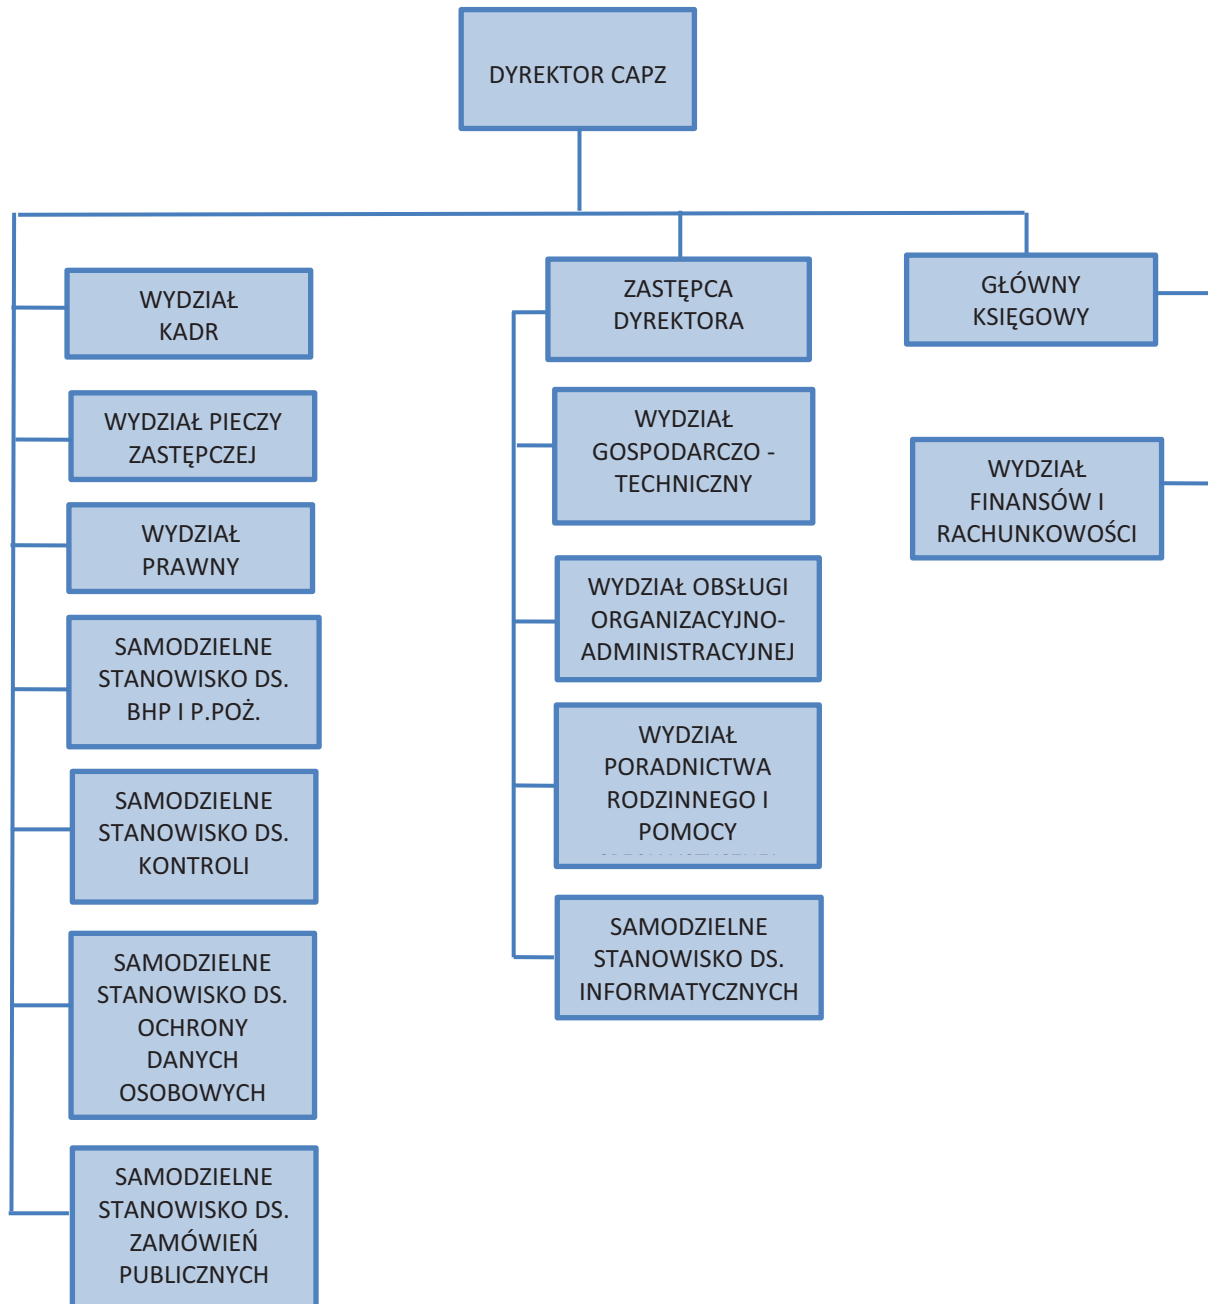 DYREKTOR CAPZ
WYDZIAŁ
KADR
WYDZIAŁ PIECZY
ZASTĘPCZEJ
WYDZIAŁ
PRAWNY
SAMODZIELNE
STANOWISKO DS.
BHP I P.POŻ.
SAMODZIELNE
STANOWISKO DS.
KONTROLI
SAMODZIELNE
STANOWISKO DS.
OCHRONY
DANYCH
OSOBOWYCH
SAMODZIELNE
STANOWISKO DS.
ZAMÓWIEŃ
PUBLICZNYCH
ZASTĘPCA
DYREKTORA
WYDZIAŁ
GOSPODARCZO -
TECHNICZNY
WYDZIAŁ OBSŁUGI
ORGANIZACYJNO-
ADMINISTRACYJNEJ
WYDZIAŁ
PORADNICTWA
RODZINNEGO I
POMOCY
SAMODZIELNE
STANOWISKO DS.
INFORMATYCZNYCH
GŁÓWNY
KSIĘGOWY
WYDZIAŁ
FINANSÓW I
RACHUNKOWOŚCI